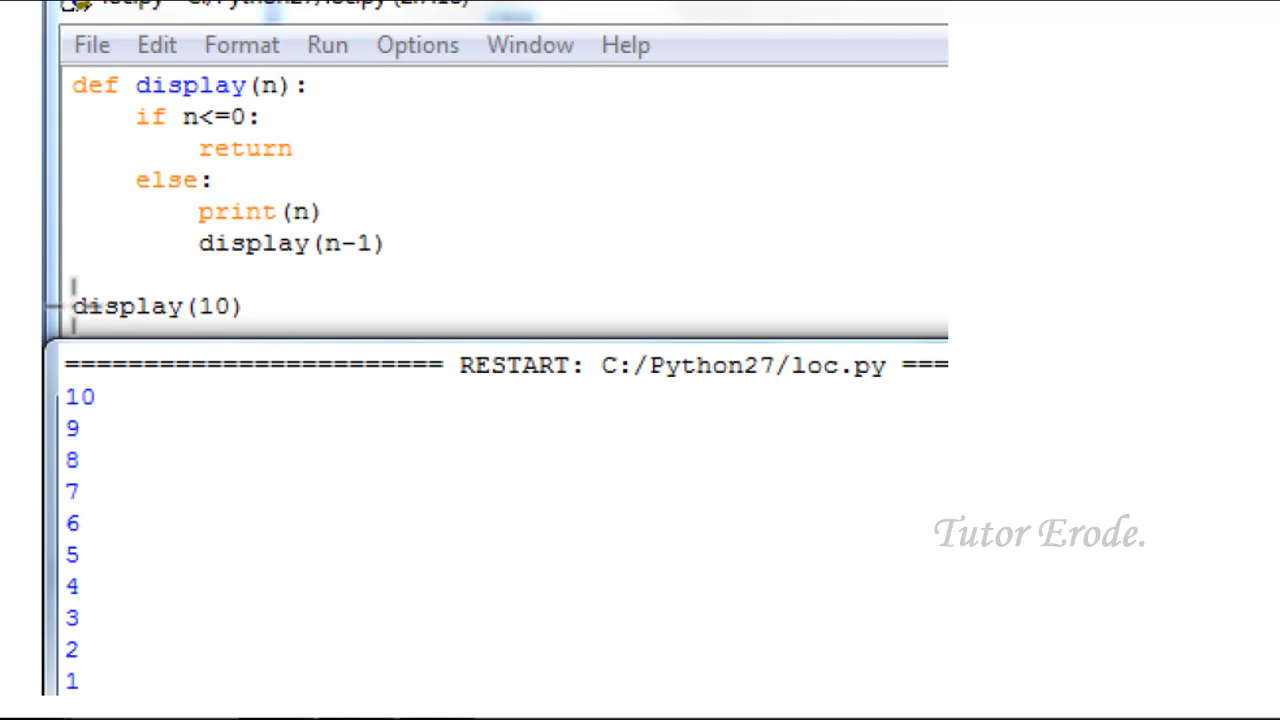 File Edit Format Run Options Window Help
def display(n):
    if n<=0:
        return
    else:
        print(n)
        display(n-1)
display(10)
======================== RESTART: C:/Python27/loc.py ===
10
9
8
7
6
5
4
3
2
1
Tutor Erode.